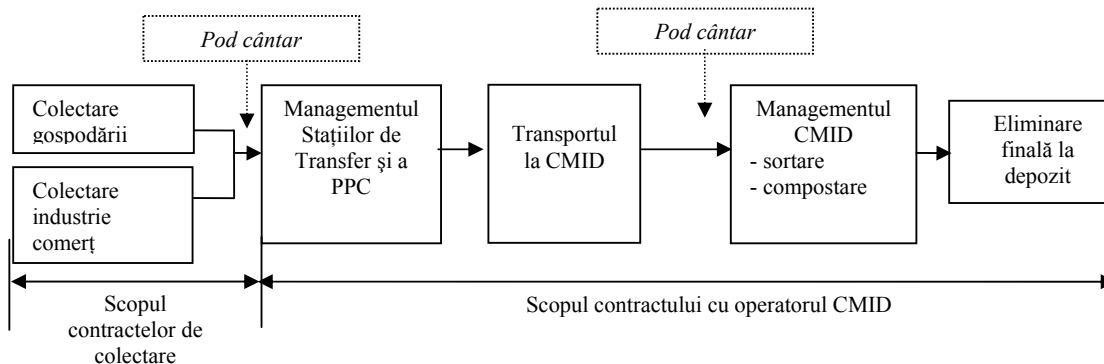 Pod cântar
Pod cântar
Colectare
gospodării
Colectare
industrie
comerț
Managementul
Stațiilor de
Transfer şi a
PPC
Transportul
la CMID
Managementul
CMID
- sortare
- compostare
Eliminare
finală la
depozit
Scopul
contractelor de
colectare
Scopul contractului cu operatorul CMID